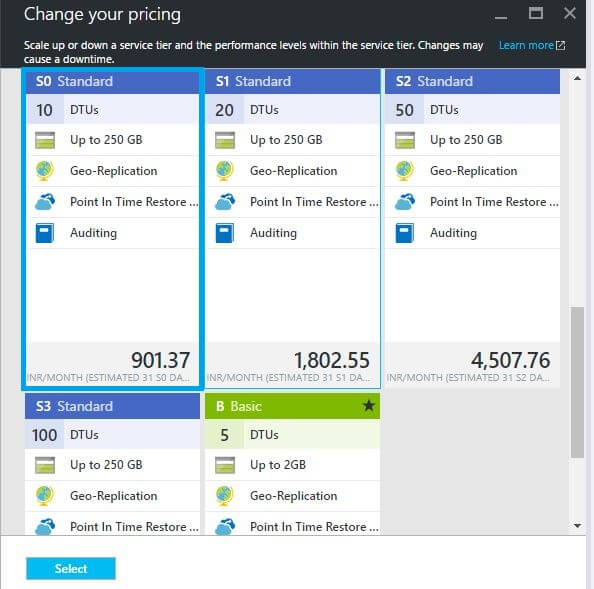 Change your pricing
Scale up or down a service tier and the performance levels within the service tier. Changes may
cause a downtime.
Learn more
S0 Standard
10 DTUs
Up to 250 GB
Geo-Replication
Point In Time Restore ...
Auditing
901.37
INR/MONTH (ESTIMATED 31 S0 DA...
S1 Standard
20 DTUs
Up to 250 GB
Geo-Replication
Point In Time Restore ...
Auditing
1,802.55
INR/MONTH (ESTIMATED 31 S1 DA...
S2 Standard
50 DTUs
Up to 250 GB
Geo-Replication
Point In Time Restore ...
Auditing
4,507.76
INR/MONTH (ESTIMATED 31 S2 DA...
S3 Standard
100 DTUs
Up to 250 GB
Geo-Replication
Point In Time Restore ...
B Basic
5 DTUs
Up to 2GB
Geo-Replication
Point In Time Restore ...
Select